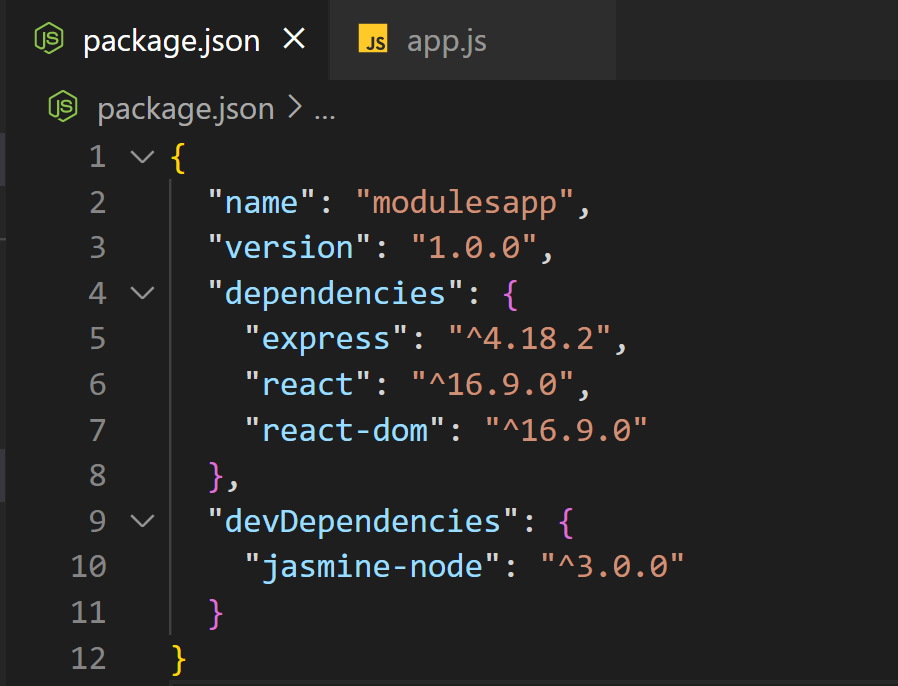 package.json × JS app.js
JS package.json > ...
1 {
2 "name": "modulesapp",
3 "version": "1.0.0",
4 "dependencies": {
5 "express": "^4.18.2",
6 "react": "^16.9.0",
7 "react-dom": "^16.9.0"
8 },
9 "devDependencies": {
10 "jasmine-node": "^3.0.0"
11 }
12 }